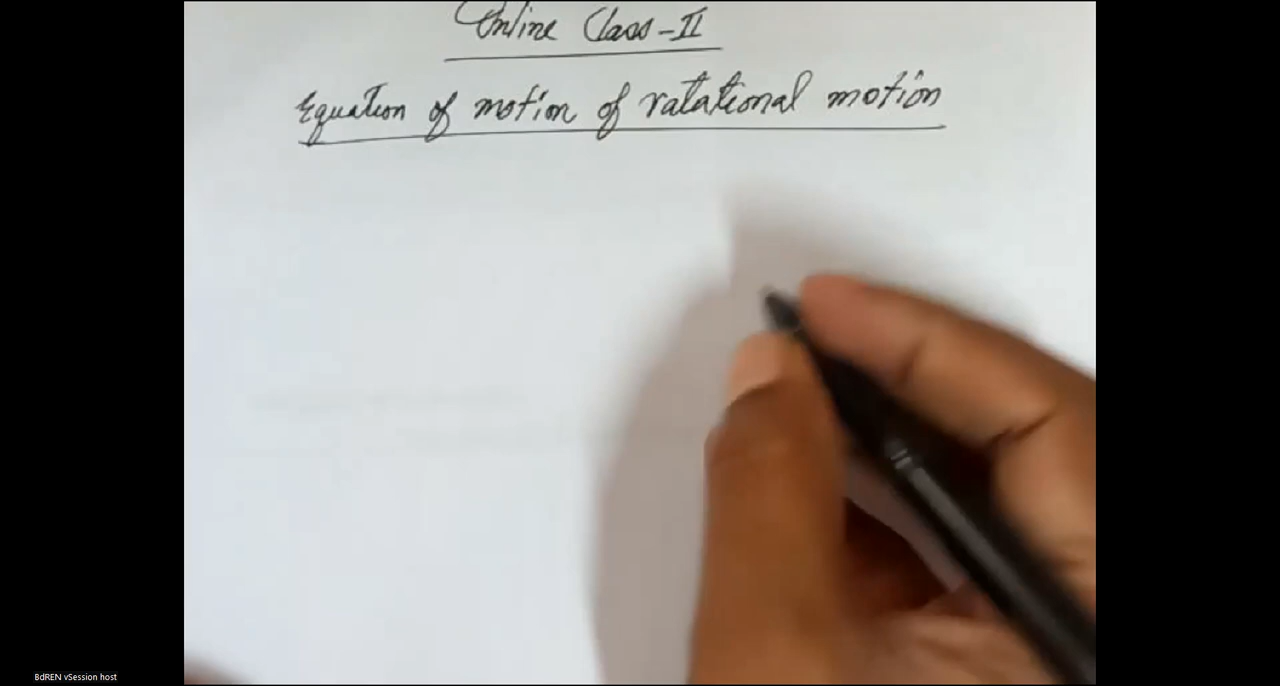 Online Class-II
Equation of motion of ratational motion
BdREN vSession host